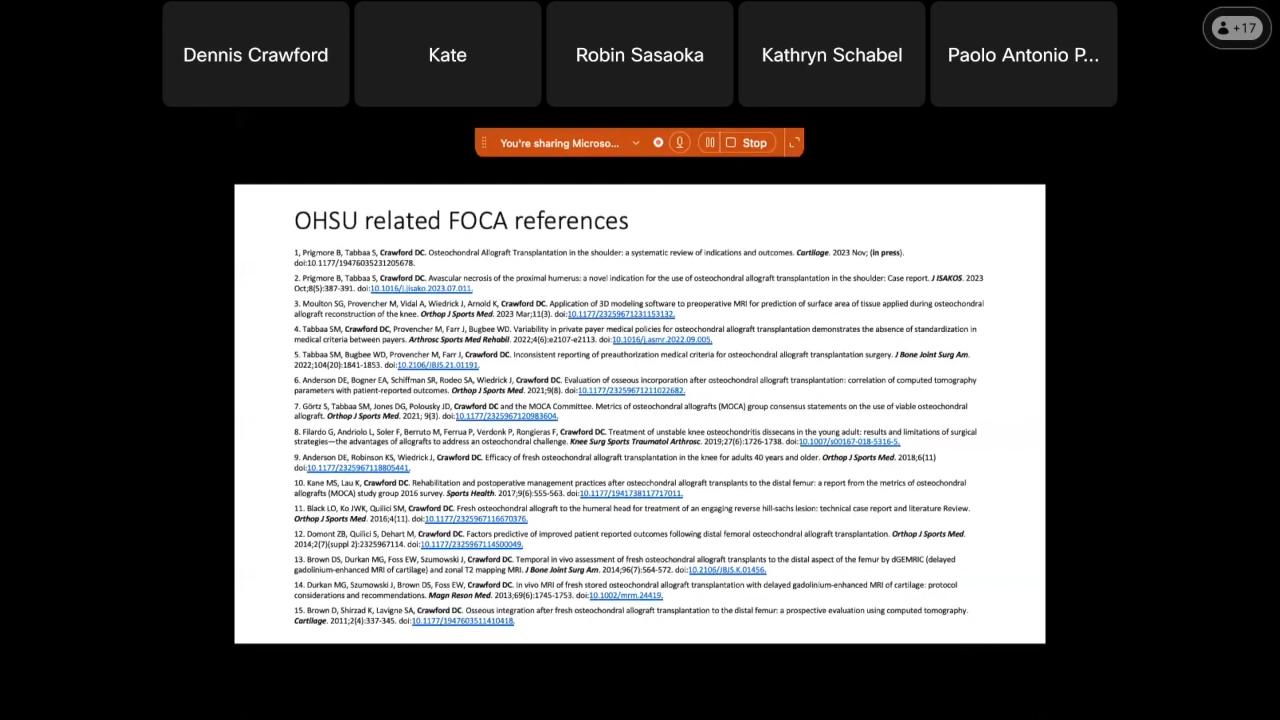 Dennis Crawford
Kate
Robin Sasaoka
Kathryn Schabel
Paolo Antonio P...
+17
You're sharing Microso...
Stop
OHSU related FOCA references
1, Prigmore B, Tabbaa S, Crawford DC. Osteochondral Allograft Transplantation in the shoulder: a systematic review of indications and outcomes. Cartilage. 2023 Nov; (in press).
doi:10.1177/19476035231205678.
2. Prigmore B, Tabbaa S, Crawford DC. Avascular necrosis of the proximal humerus: a novel indication for the use of osteochondral allograft transplantation in the shoulder: Case report. J ISAKOS. 2023
Oct;8(5):387-391. doi:10.1016/j.jisako.2023.07.011.
3. Moulton SG, Provencher M, Vidal A, Wiedrick J, Arnold K, Crawford DC. Application of 3D modeling software to preoperative MRI for prediction of surface area of tissue applied during osteochondral
allograft reconstruction of the knee. Orthop J Sports Med. 2023 Mar;11(3). doi:10.1177/23259671231153132.
4. Tabbaa SM, Crawford DC, Provencher M, Farr J, Bugbee WD. Variability in private payer medical policies for osteochondral allograft transplantation demonstrates the absence of standardization in
medical criteria between payers. Arthrosc Sports Med Rehabil. 2022;4(6):e2107-e2113. doi:10.1016/j.asmr.2022.09.005.
5. Tabbaa SM, Bugbee WD, Provencher M, Farr J, Crawford DC. Inconsistent reporting of preauthorization medical criteria for osteochondral allograft transplantation surgery. J Bone Joint Surg Am.
2022;104(20):1841-1853. doi:10.2106/JBJS.21.01191.
6. Anderson DE, Bogner EA, Schiffman SR, Rodeo SA, Wiedrick J, Crawford DC. Evaluation of osseous incorporation after osteochondral allograft transplantation: correlation of computed tomography
parameters with patient-reported outcomes. Orthop J Sports Med. 2021;9(8). doi:10.1177/23259671211022682.
7. Görtz S, Tabbaa SM, Jones DG, Polousky JD, Crawford DC and the MOCA Committee. Metrics of osteochondral allografts (MOCA) group consensus statements on the use of viable osteochondral
allograft. Orthop J Sports Med. 2021; 9(3). doi:10.1177/2325967120983604.
8. Filardo G, Andriolo L, Soler F, Berruto M, Ferrua P, Verdonk P, Rongieras F, Crawford DC. Treatment of unstable knee osteochondritis dissecans in the young adult: results and limitations of surgical
strategies—the advantages of allografts to address an osteochondral challenge. Knee Surg Sports Traumatol Arthrosc. 2019;27(6):1726-1738. doi:10.1007/s00167-018-5316-5.
9. Anderson DE, Robinson KS, Wiedrick J, Crawford DC. Efficacy of fresh osteochondral allograft transplantation in the knee for adults 40 years and older. Orthop J Sports Med. 2018;6(11)
doi:10.1177/2325967118805441.
10. Kane MS, Lau K, Crawford DC. Rehabilitation and postoperative management practices after osteochondral allograft transplants to the distal femur: a report from the metrics of osteochondral
allografts (MOCA) study group 2016 survey. Sports Health. 2017;9(6):555-563. doi:10.1177/1941738117717011.
11. Black LO, Ko JWK, Quilici SM, Crawford DC. Fresh osteochondral allograft to the humeral head for treatment of an engaging reverse hill-sachs lesion: technical case report and literature Review.
Orthop J Sports Med. 2016;4(11). doi:10.1177/2325967116670376.
12. Domont ZB, Quilici S, Dehart M, Crawford DC. Factors predictive of improved patient reported outcomes following distal femoral osteochondral allograft transplantation. Orthop J Sports Med.
2014;2(7)(suppl 2):2325967114. doi:10.1177/2325967114S00049.
13. Brown DS, Durkan MG, Foss EW, Szumowski J, Crawford DC. Temporal in vivo assessment of fresh osteochondral allograft transplants to the distal aspect of the femur by dGEMRIC (delayed
gadolinium-enhanced MRI of cartilage) and zonal T2 mapping MRI. J Bone Joint Surg Am. 2014;96(7):564-572. doi:10.2106/JBJS.K.01456.
14. Durkan MG, Szumowski J, Brown DS, Foss EW, Crawford DC. In vivo MRI of fresh stored osteochondral allograft transplantation with delayed gadolinium-enhanced MRI of cartilage: protocol
considerations and recommendations. Magn Reson Med. 2013;69(6):1745-1753. doi:10.1002/mrm.24419.
15. Brown D, Shirzad K, Lavigne SA, Crawford DC. Osseous integration after fresh osteochondral allograft transplantation to the distal femur: a prospective evaluation using computed tomography.
Cartilage. 2011;2(4):337-345. doi:10.1177/1947603511410418.